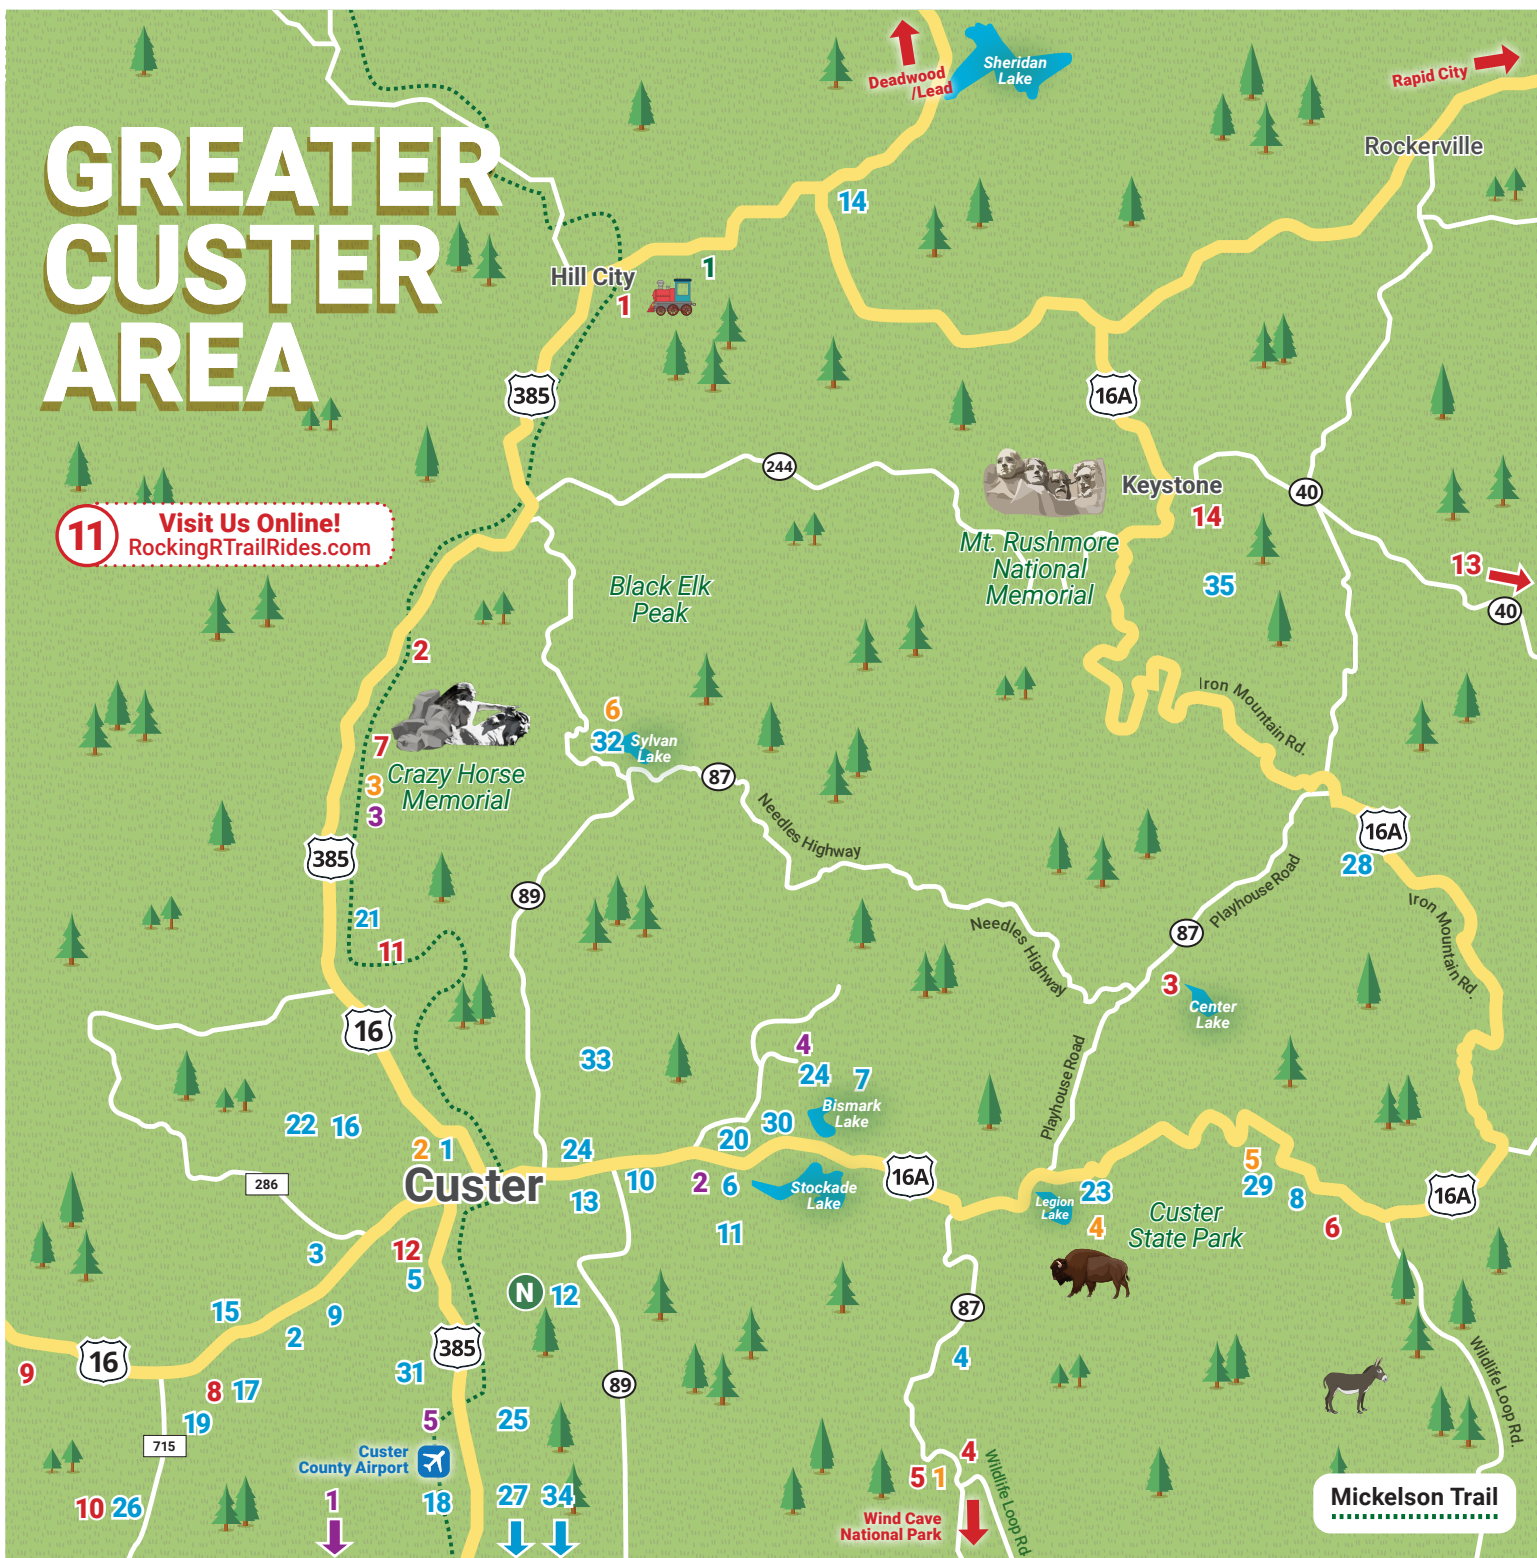 GREATER
CUSTER
AREA
Deadwood
/Lead
Sheridan
Lake
Rapid City
Rockerville
14
Hill City
1
1
385
16A
244
Keystone
40
14
11
Visit Us Online!
RockingRTrailRides.com
Mt. Rushmore
National
Memorial
13
40
35
Black Elk
Peak
2
Iron Mountain Rd.
6
32
Sylvan
Lake
7
3
Crazy Horse
Memorial
3
87
Needles Highway
385
16A
28
89
Playhouse Road
Iron Mountain Rd.
21
11
Needles Highway
87
3
Center
Lake
16
33
4
24
7
Playhouse Road
Bismark
Lake
22
16
30
20
2
1
24
Custer
286
13
10
2
6
Stockade
Lake
16A
Legion
Lake
23
5
29
8
16A
4
Custer
State Park
6
11
3
12
5
N
12
15
9
2
87
385
16
9
31
4
8
17
89
19
715
5
25
Wildlife Loop Rd.
Custer
County Airport
4
5
1
Wildlife Loop Rd.
10
26
1
18
27
34
Wind Cave
National Park
Mickelson Trail